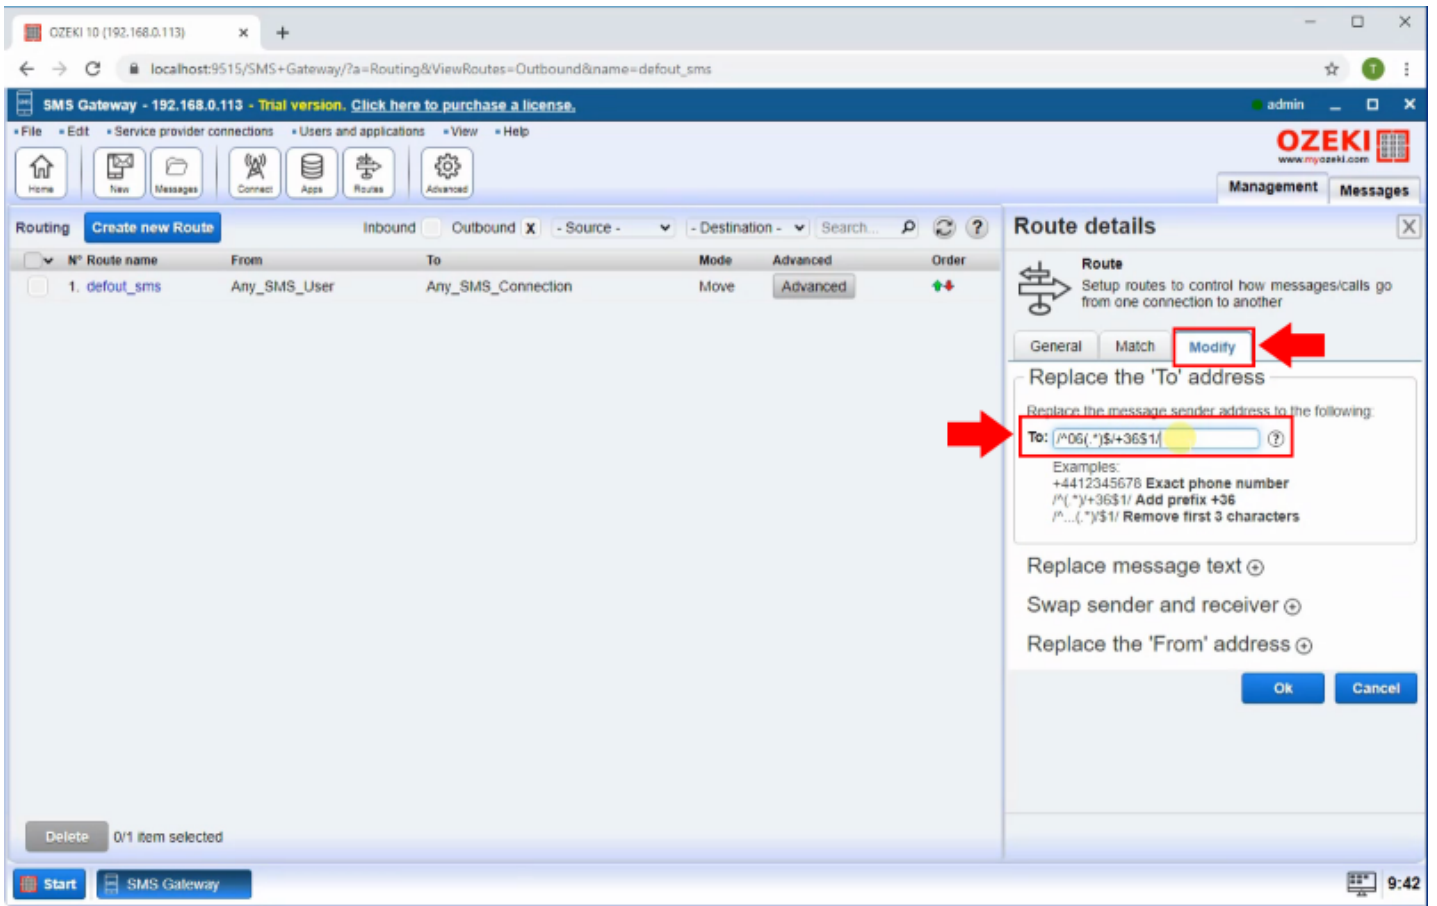 OZEKI 10 (192.168.0.113)
localhost:9515/SMS+Gateway/?a=Routing&ViewRoutes=Outbound&name=defout_sms
T
SMS Gateway - 192.168.0.113 - Trial version. Click here to purchase a license.
admin
File Edit Service provider connections Users and applications View Help
OZEKI
www.myozeki.com
Home New Messages Connect Apps Routes Advanced
Management Messages
Routing Create new Route Inbound Outbound X - Source - - Destination - Search... ?
N° Route name From To Mode Advanced Order
1. defout_sms Any_SMS_User Any_SMS_Connection Move Advanced
Route details X
Route
Setup routes to control how messages/calls go
from one connection to another
General Match Modify
Replace the 'To' address
Replace the message sender address to the following:
To: /^06(.*)$/+36$1/ ?
Examples:
+4412345678 Exact phone number
/^(.*)/+36$1/ Add prefix +36
/^...(.*)/$1/ Remove first 3 characters
Replace message text
Swap sender and receiver
Replace the 'From' address
Ok Cancel
Delete 0/1 item selected
Start SMS Gateway 9:42